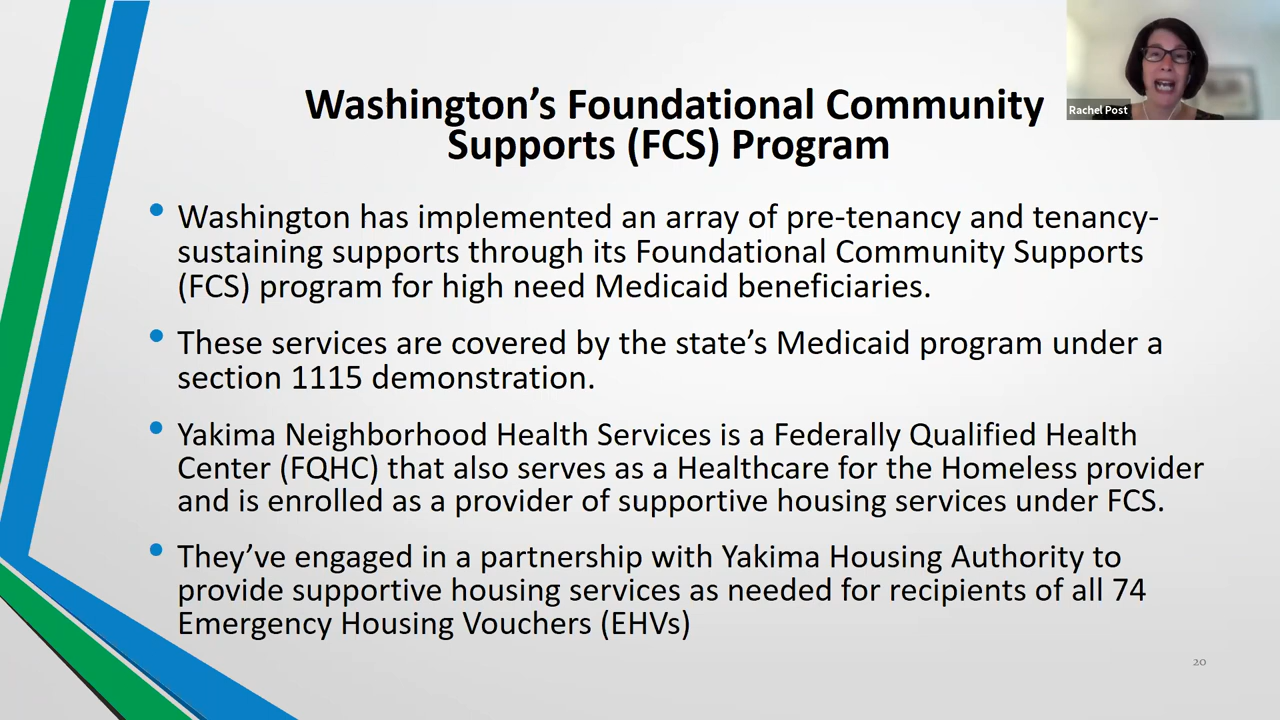 Washington’s Foundational Community
Supports (FCS) Program
Rachel Post
• Washington has implemented an array of pre-tenancy and tenancy-
sustaining supports through its Foundational Community Supports
(FCS) program for high need Medicaid beneficiaries.
• These services are covered by the state’s Medicaid program under a
section 1115 demonstration.
• Yakima Neighborhood Health Services is a Federally Qualified Health
Center (FQHC) that also serves as a Healthcare for the Homeless provider
and is enrolled as a provider of supportive housing services under FCS.
• They’ve engaged in a partnership with Yakima Housing Authority to
provide supportive housing services as needed for recipients of all 74
Emergency Housing Vouchers (EHVs)
20